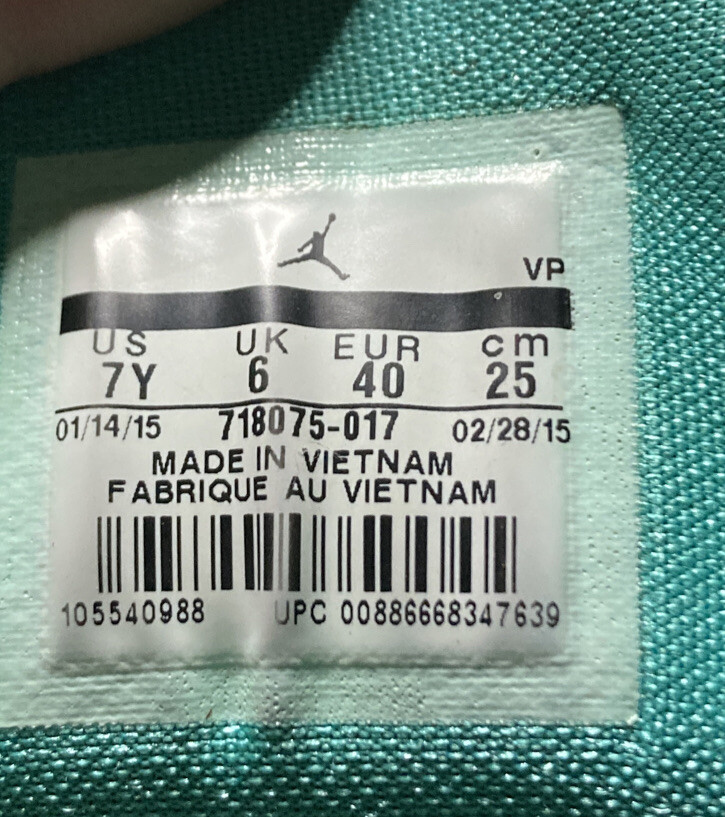 VP
US UK EUR cm
7Y 6 40 25
01/14/15 718075-017 02/28/15
MADE IN VIETNAM
FABRIQUE AU VIETNAM
105540988 UPC 00886668347639